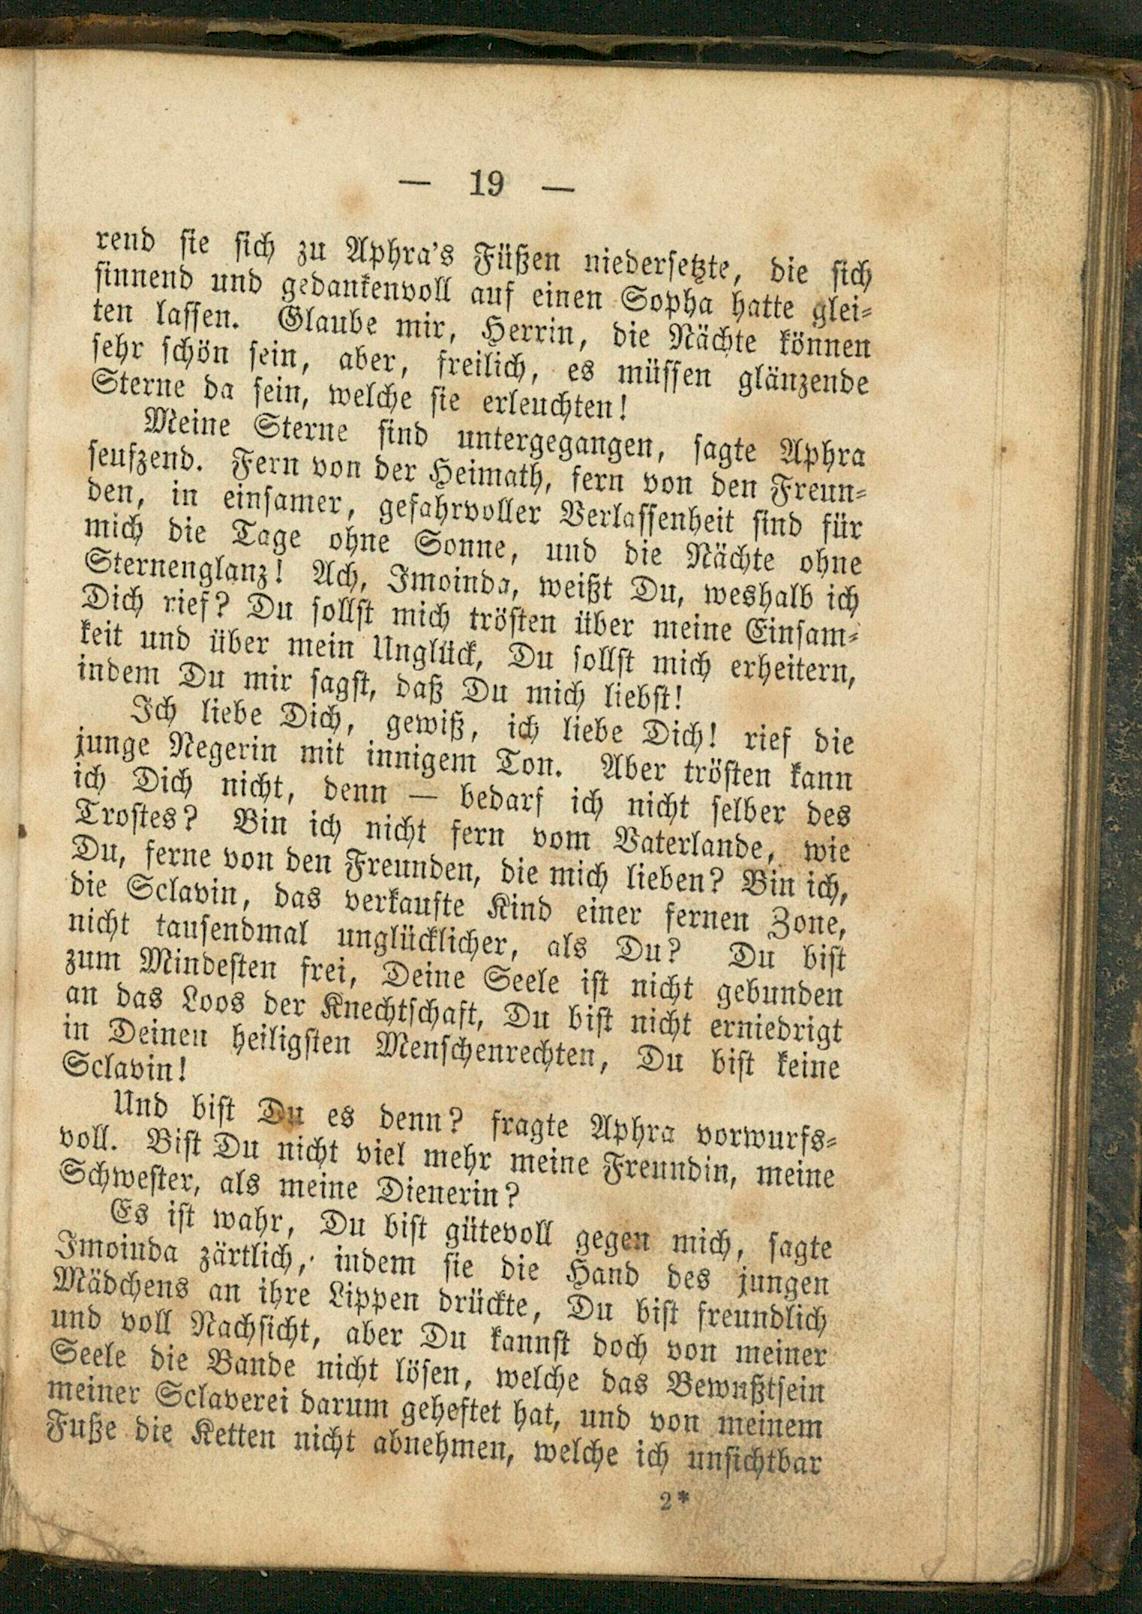 — 19 —
rend sie sich zu Aphra's Füßen niedersetzte, die sich
sinnend und gedankenvoll auf einen Sopha hatte glei-
ten lassen. Glaube mir, Herrin, die Nächte können
sehr schön sein, aber, freilich, es müssen glänzende
Sterne da sein, welche sie erleuchten!
Meine Sterne sind untergegangen, sagte Aphra
seufzend. Fern von der Heimath, fern von den Freun-
den, in einsamer, gefahrvoller Verlassenheit sind für
mich die Tage ohne Sonne, und die Nächte ohne
Sternenglanz! Ach, Imoinda, weißt Du, weshalb ich
Dich rief? Du sollst mich trösten über meine Einsam-
keit und über mein Unglück, Du sollst mich erheitern,
indem Du mir sagst, daß Du mich liebst!
Ich liebe Dich, gewiß, ich liebe Dich! rief die
junge Negerin mit innigem Ton. Aber trösten kann
ich Dich nicht, denn — bedarf ich nicht selber des
Trostes? Bin ich nicht fern vom Vaterlande, wie
Du, ferne von den Freunden, die mich lieben? Bin ich,
die Sclavin, das verkaufte Kind einer fernen Zone,
nicht tausendmal unglücklicher, als Du? Du bist
zum Mindesten frei, Deine Seele ist nicht gebunden
an das Loos der Knechtschaft, Du bist nicht erniedrigt
in Deinen heiligsten Menschenrechten, Du bist keine
Sclavin!
Und bist Du es denn? fragte Aphra vorwurfs-
voll. Bist Du nicht viel mehr meine Freundin, meine
Schwester, als meine Dienerin?
Es ist wahr, Du bist gütevoll gegen mich, sagte
Imoinda zärtlich, indem sie die Hand des jungen
Mädchens an ihre Lippen drückte, Du bist freundlich
und voll Nachsicht, aber Du kannst doch von meiner
Seele die Bande nicht lösen, welche das Bewußtsein
meiner Sclaverei darum geheftet hat, und von meinem
Fuße die Ketten nicht abnehmen, welche ich unsichtbar
2*